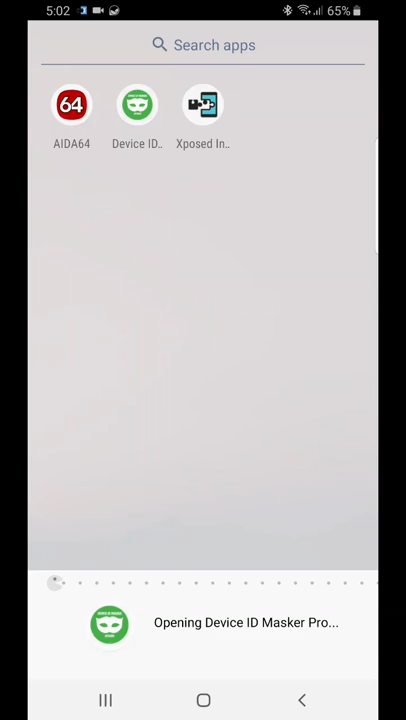 5:02
65%
Search apps
64
AIDA64
Device ID..
Xposed In..
Opening Device ID Masker Pro...